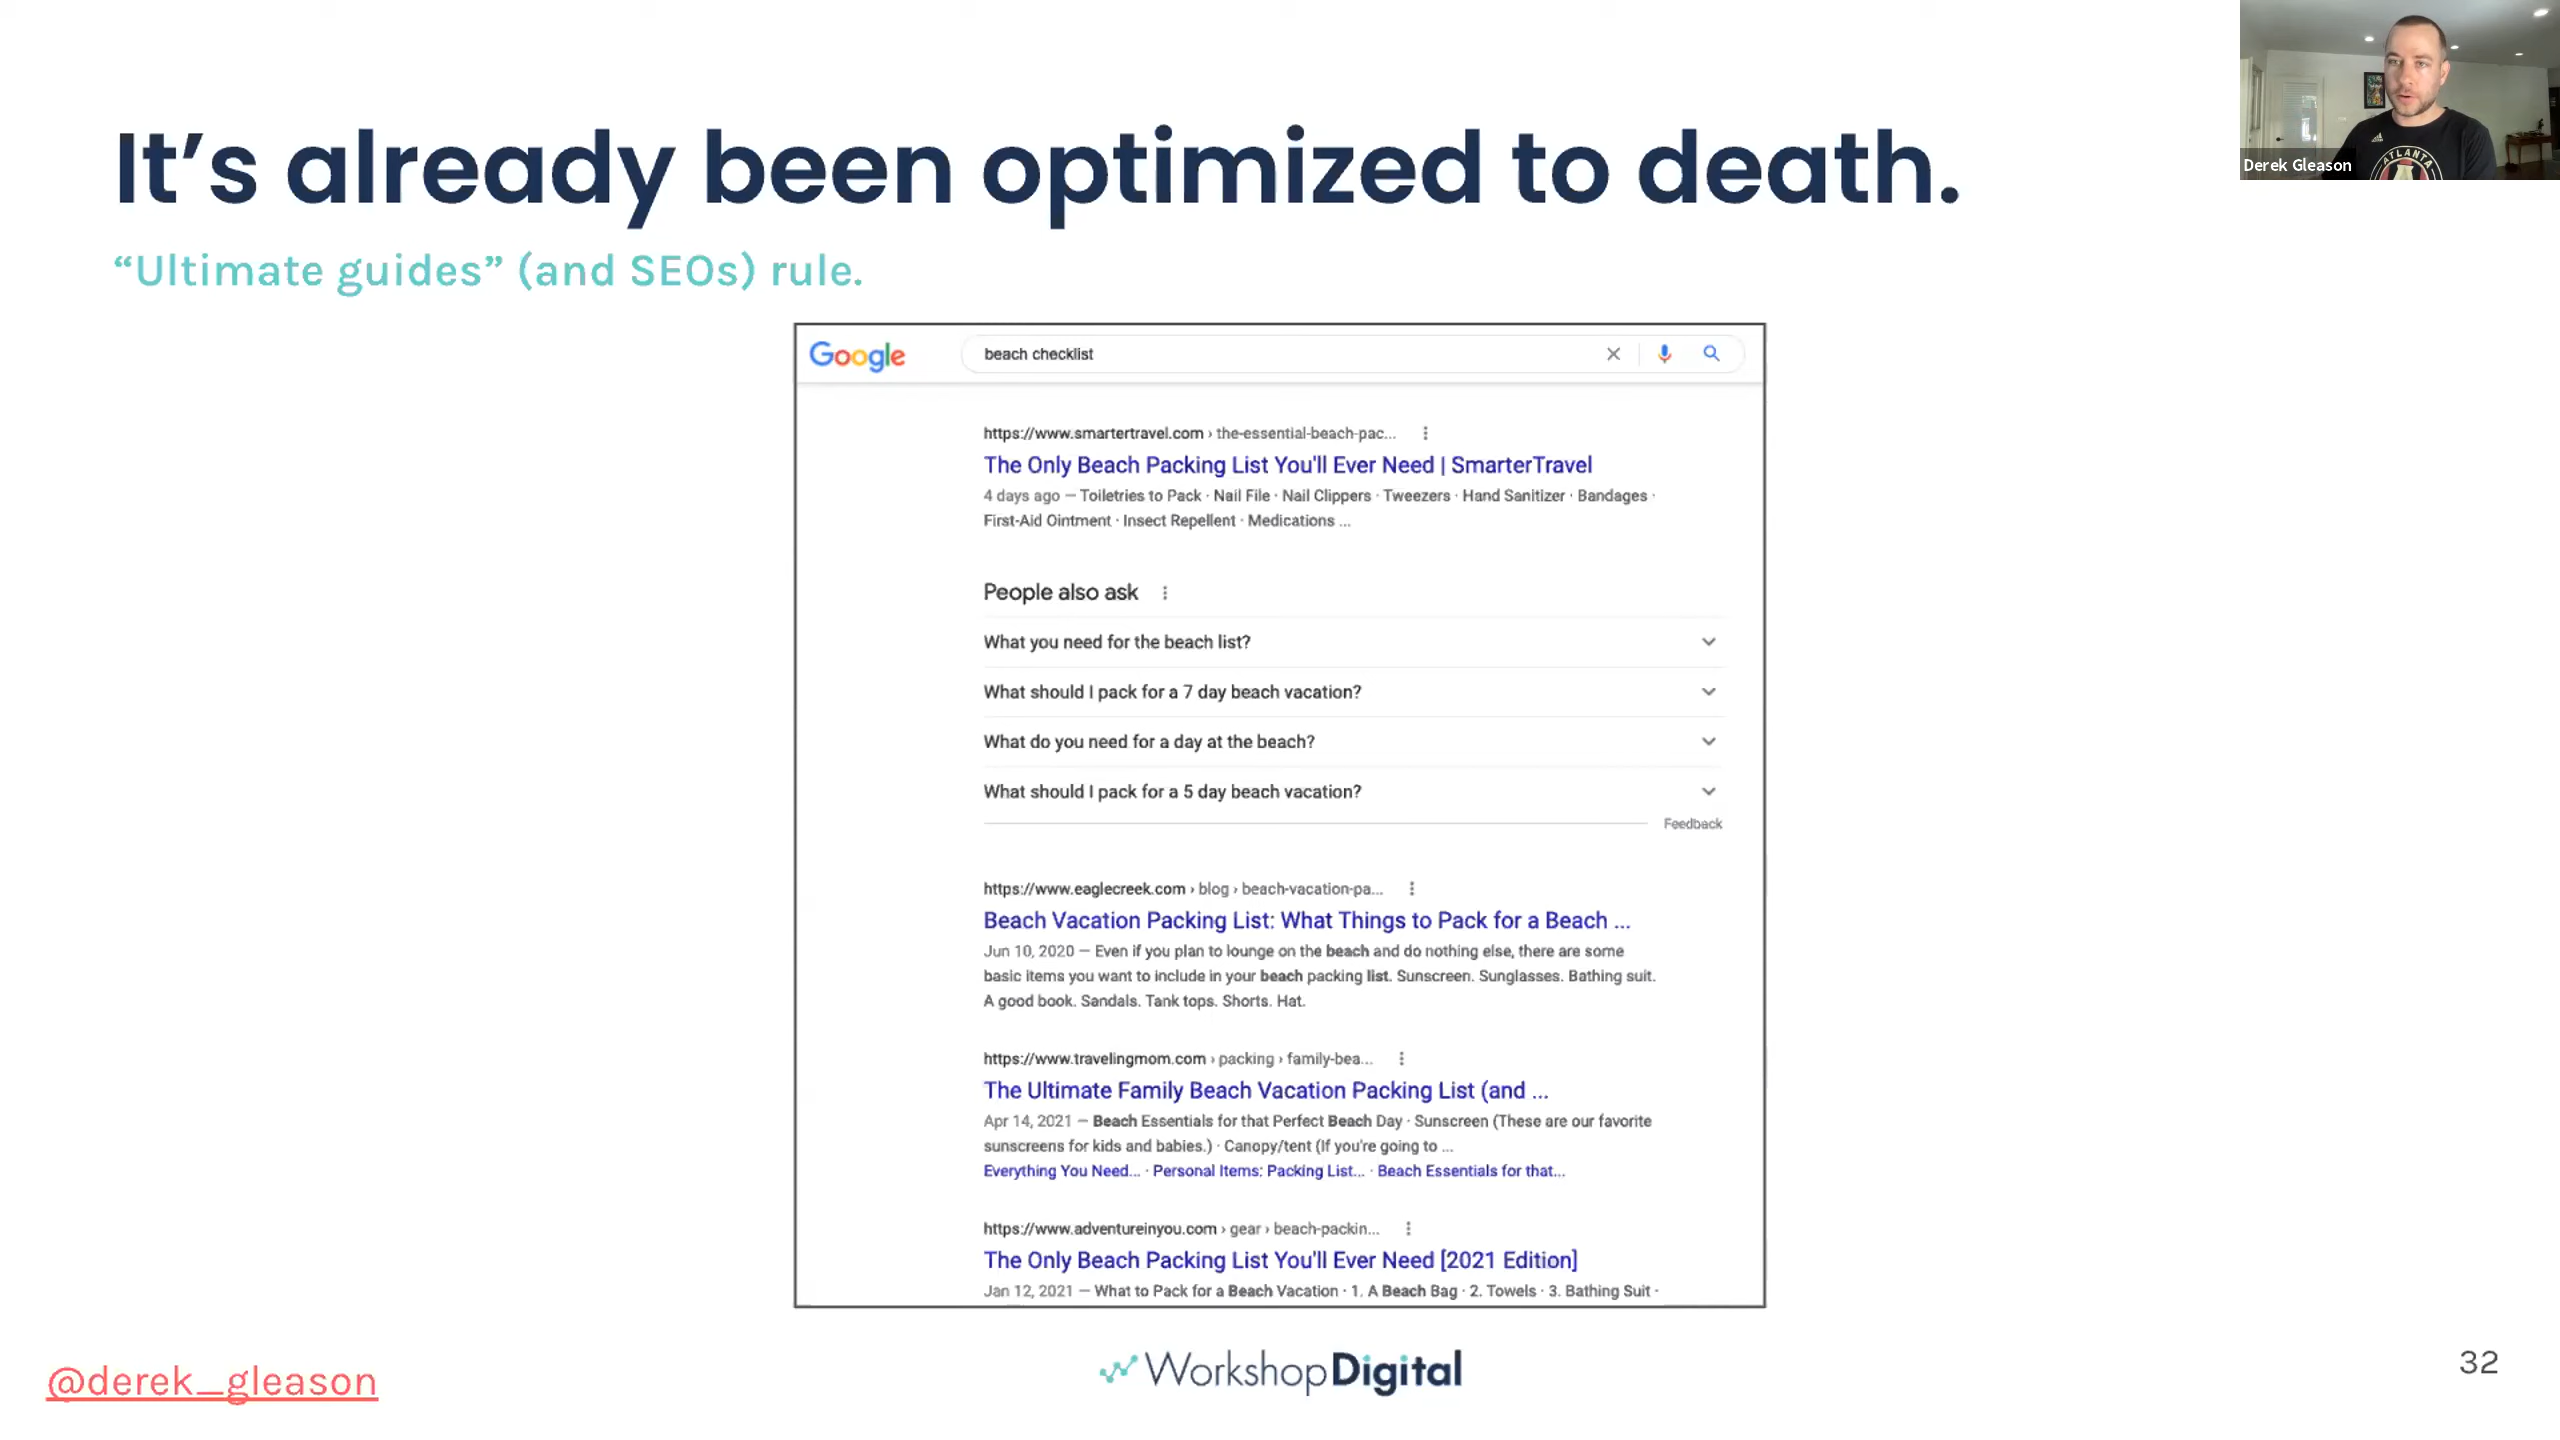 It’s already been optimized to death.
“Ultimate guides” (and SEOs) rule.
Derek Gleason
ATLANTA
Google
beach checklist
https://www.smartertravel.com › the-essential-beach-pac...
The Only Beach Packing List You'll Ever Need | SmarterTravel
4 days ago — Toiletries to Pack · Nail File · Nail Clippers · Tweezers · Hand Sanitizer · Bandages ·
First-Aid Ointment · Insect Repellent · Medications ...
People also ask
What you need for the beach list?
What should I pack for a 7 day beach vacation?
What do you need for a day at the beach?
What should I pack for a 5 day beach vacation?
Feedback
https://www.eaglecreek.com › blog › beach-vacation-pa...
Beach Vacation Packing List: What Things to Pack for a Beach ...
Jun 10, 2020 — Even if you plan to lounge on the beach and do nothing else, there are some
basic items you want to include in your beach packing list. Sunscreen. Sunglasses. Bathing suit.
A good book. Sandals. Tank tops. Shorts. Hat.
https://www.travelingmom.com › packing › family-bea...
The Ultimate Family Beach Vacation Packing List (and ...
Apr 14, 2021 — Beach Essentials for that Perfect Beach Day · Sunscreen (These are our favorite
sunscreens for kids and babies.) · Canopy/tent (If you're going to ...
Everything You Need... · Personal Items: Packing List... · Beach Essentials for that...
https://www.adventureinyou.com › gear › beach-packin...
The Only Beach Packing List You'll Ever Need [2021 Edition]
Jan 12, 2021 — What to Pack for a Beach Vacation · 1. A Beach Bag · 2. Towels · 3. Bathing Suit ·
@derek_gleason
WorkshopDigital
32